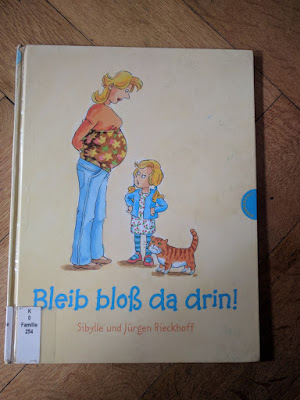 Bleib bloß da drin!
Sibylle und Jürgen Rieckhoff
K
0
Familie
254